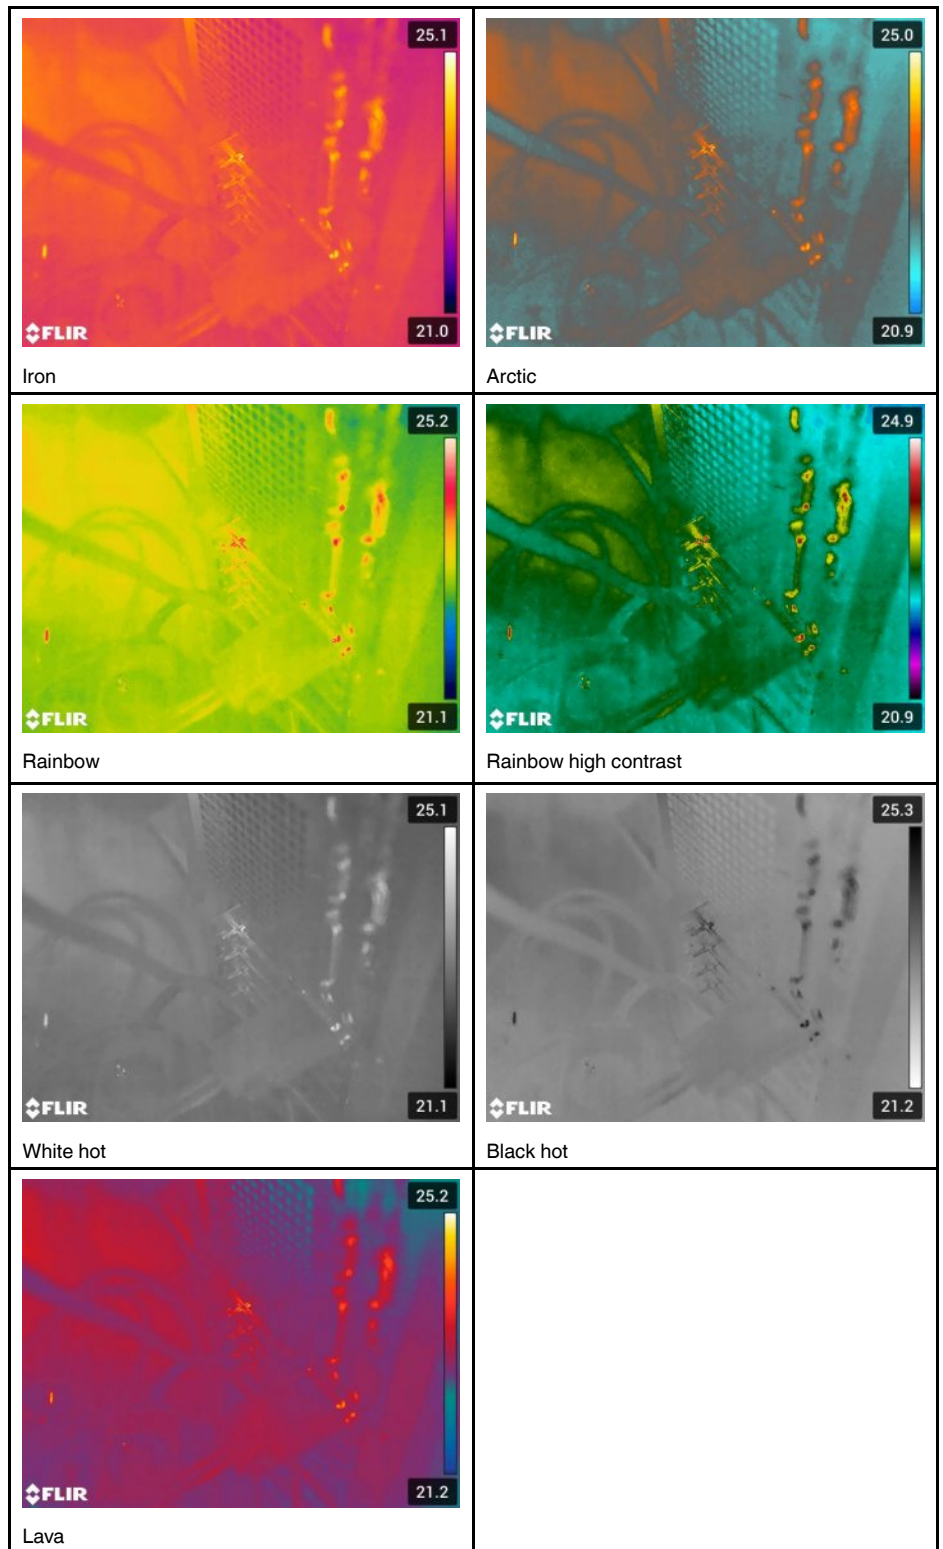 25.1
21.0
FLIR
Iron
25.0
20.9
FLIR
Arctic
25.2
21.1
FLIR
Rainbow
24.9
20.9
FLIR
Rainbow high contrast
25.1
21.1
FLIR
White hot
25.3
21.2
FLIR
Black hot
25.2
21.2
FLIR
Lava